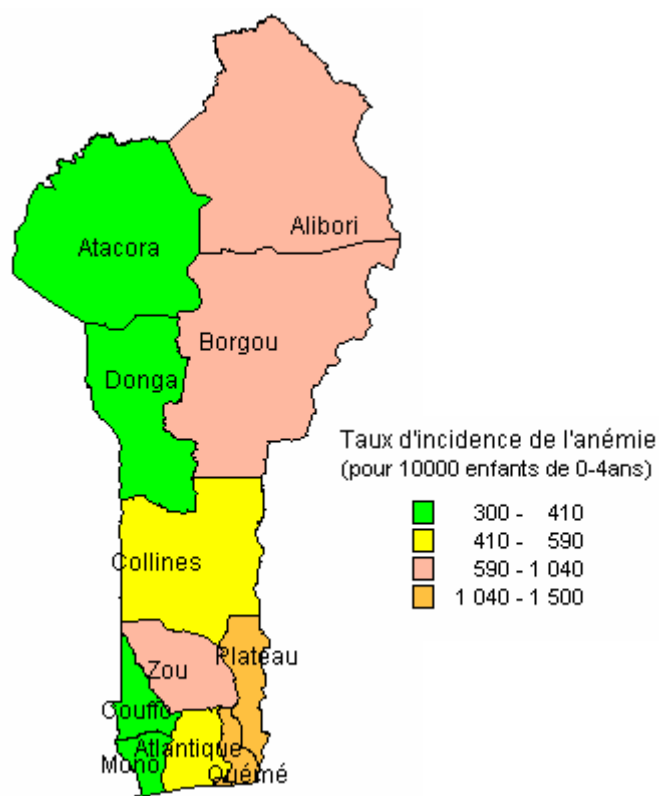 Alibori
Atacora
Borgou
Donga
Taux d'incidence de l'anémie
(pour 10000 enfants de 0-4ans)
300 - 410
410 - 590
590 - 1 040
1 040 - 1 500
Collines
Plateau
Zou
Couffo
Atlantique
Mono
Ouémé